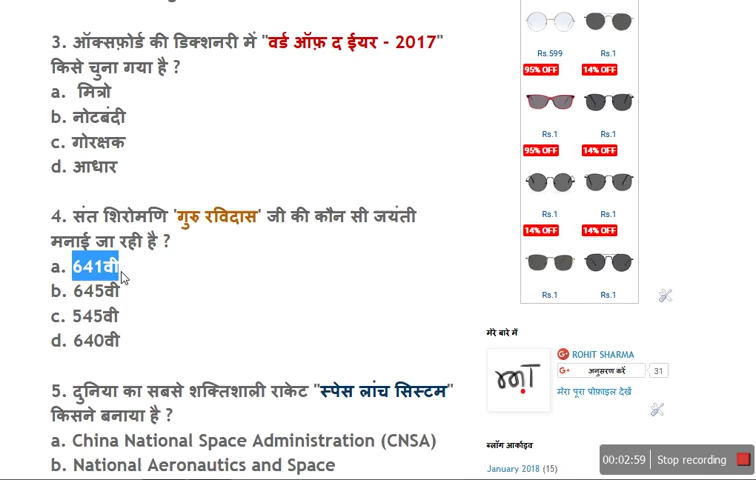 3. ऑक्सफ़ोर्ड की डिक्शनरी में "वर्ड ऑफ़ द ईयर - 2017"
किसे चुना गया है ?
a. मित्रो
b. नोटबंदी
c. गोरक्षक
d. आधार
4. संत शिरोमणि 'गुरु रविदास' जी की कौन सी जयंती
मनाई जा रही है ?
a. 641वी
b. 645वी
c. 545वी
d. 640वी
5. दुनिया का सबसे शक्तिशाली राकेट "स्पेस लांच सिस्टम"
किसने बनाया है ?
a. China National Space Administration (CNSA)
b. National Aeronautics and Space
Rs.599 Rs.1
95% OFF 14% OFF
Rs.1 Rs.1
95% OFF 14% OFF
Rs.1 Rs.1
14% OFF 14% OFF
Rs.1 Rs.1
मेरे बारे में
ROHIT SHARMA
G+ अनुसरण करें 31
मेरा पूरा प्रोफ़ाइल देखें
ब्लॉग आर्काइव
January 2018 (15)
00:02:59 Stop recording